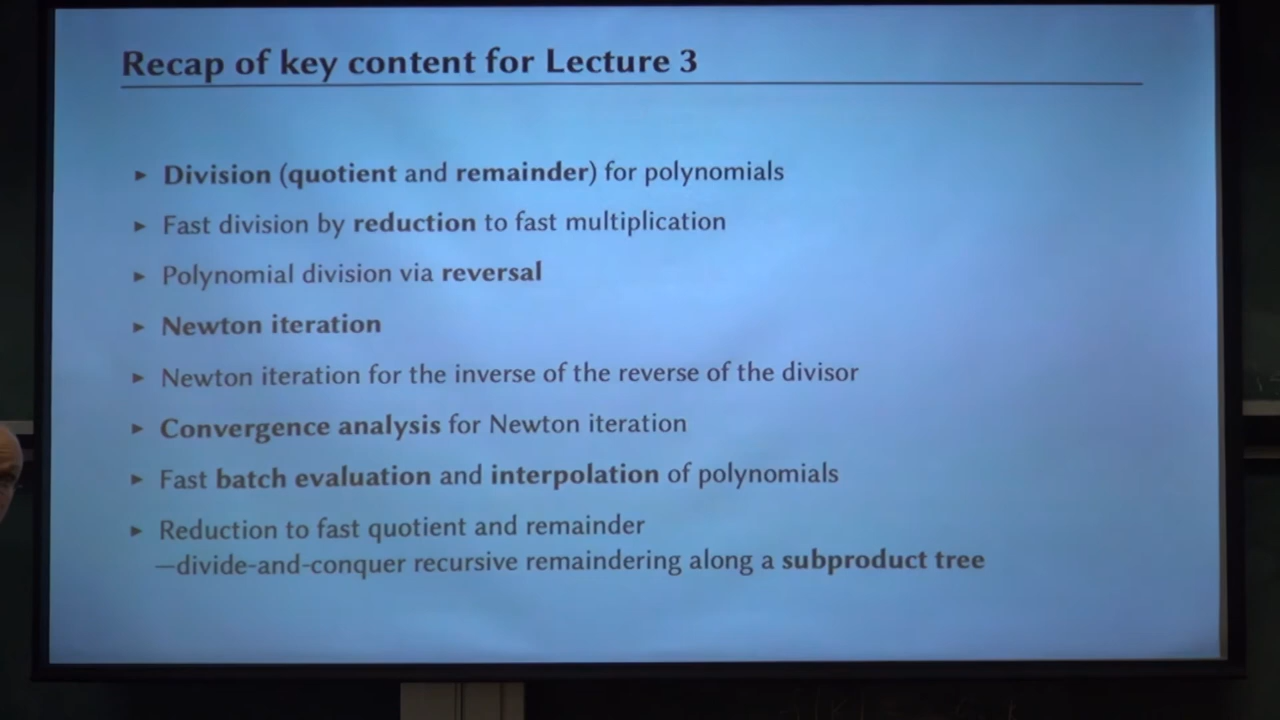 Recap of key content for Lecture 3
► Division (quotient and remainder) for polynomials
► Fast division by reduction to fast multiplication
► Polynomial division via reversal
► Newton iteration
► Newton iteration for the inverse of the reverse of the divisor
► Convergence analysis for Newton iteration
► Fast batch evaluation and interpolation of polynomials
► Reduction to fast quotient and remainder
—divide-and-conquer recursive remaindering along a subproduct tree